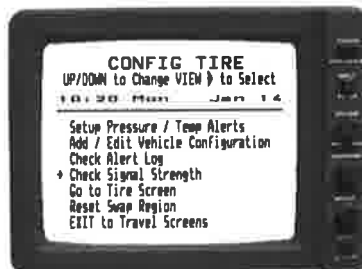 CONFIG TIRE
UP/DOWN to Change VIEW to Select
10:20 Mon Jan 14
Setup Pressure / Temp Alerts
Add / Edit Vehicle Configuration
Check Alert Log
Check Signal Strength
Go to Tire Screen
Reset Swap Region
EXIT to Travel Screens